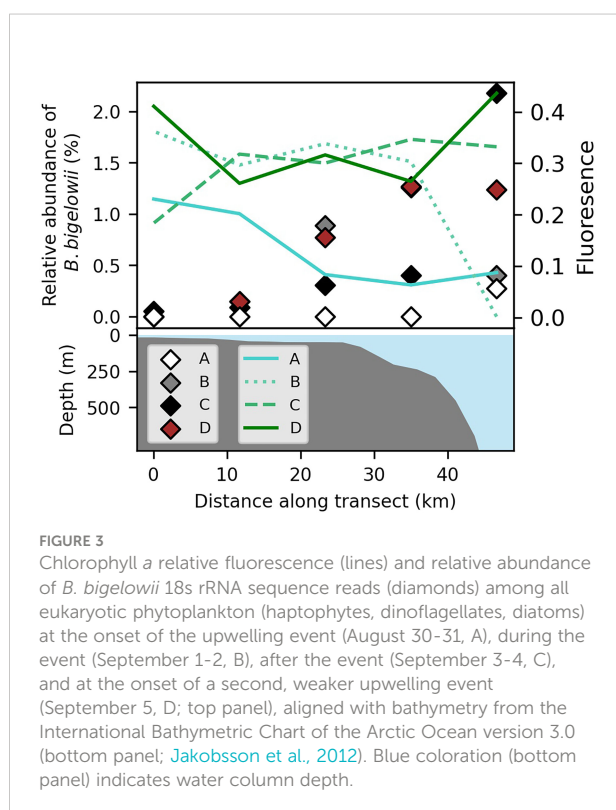 2.0
1.5
1.0
0.5
0.0
Relative abundance of
B. bigelowii (%)
0.4
0.3
0.2
0.1
0.0
Fluoresence
0
250
500
Depth (m)
A
B
C
D
A
B
C
D
0 10 20 30 40
Distance along transect (km)
FIGURE 3
Chlorophyll a relative fluorescence (lines) and relative abundance
of B. bigelowii 18s rRNA sequence reads (diamonds) among all
eukaryotic phytoplankton (haptophytes, dinoflagellates, diatoms)
at the onset of the upwelling event (August 30-31, A), during the
event (September 1-2, B), after the event (September 3-4, C),
and at the onset of a second, weaker upwelling event
(September 5, D; top panel), aligned with bathymetry from the
International Bathymetric Chart of the Arctic Ocean version 3.0
(bottom panel; Jakobsson et al., 2012). Blue coloration (bottom
panel) indicates water column depth.